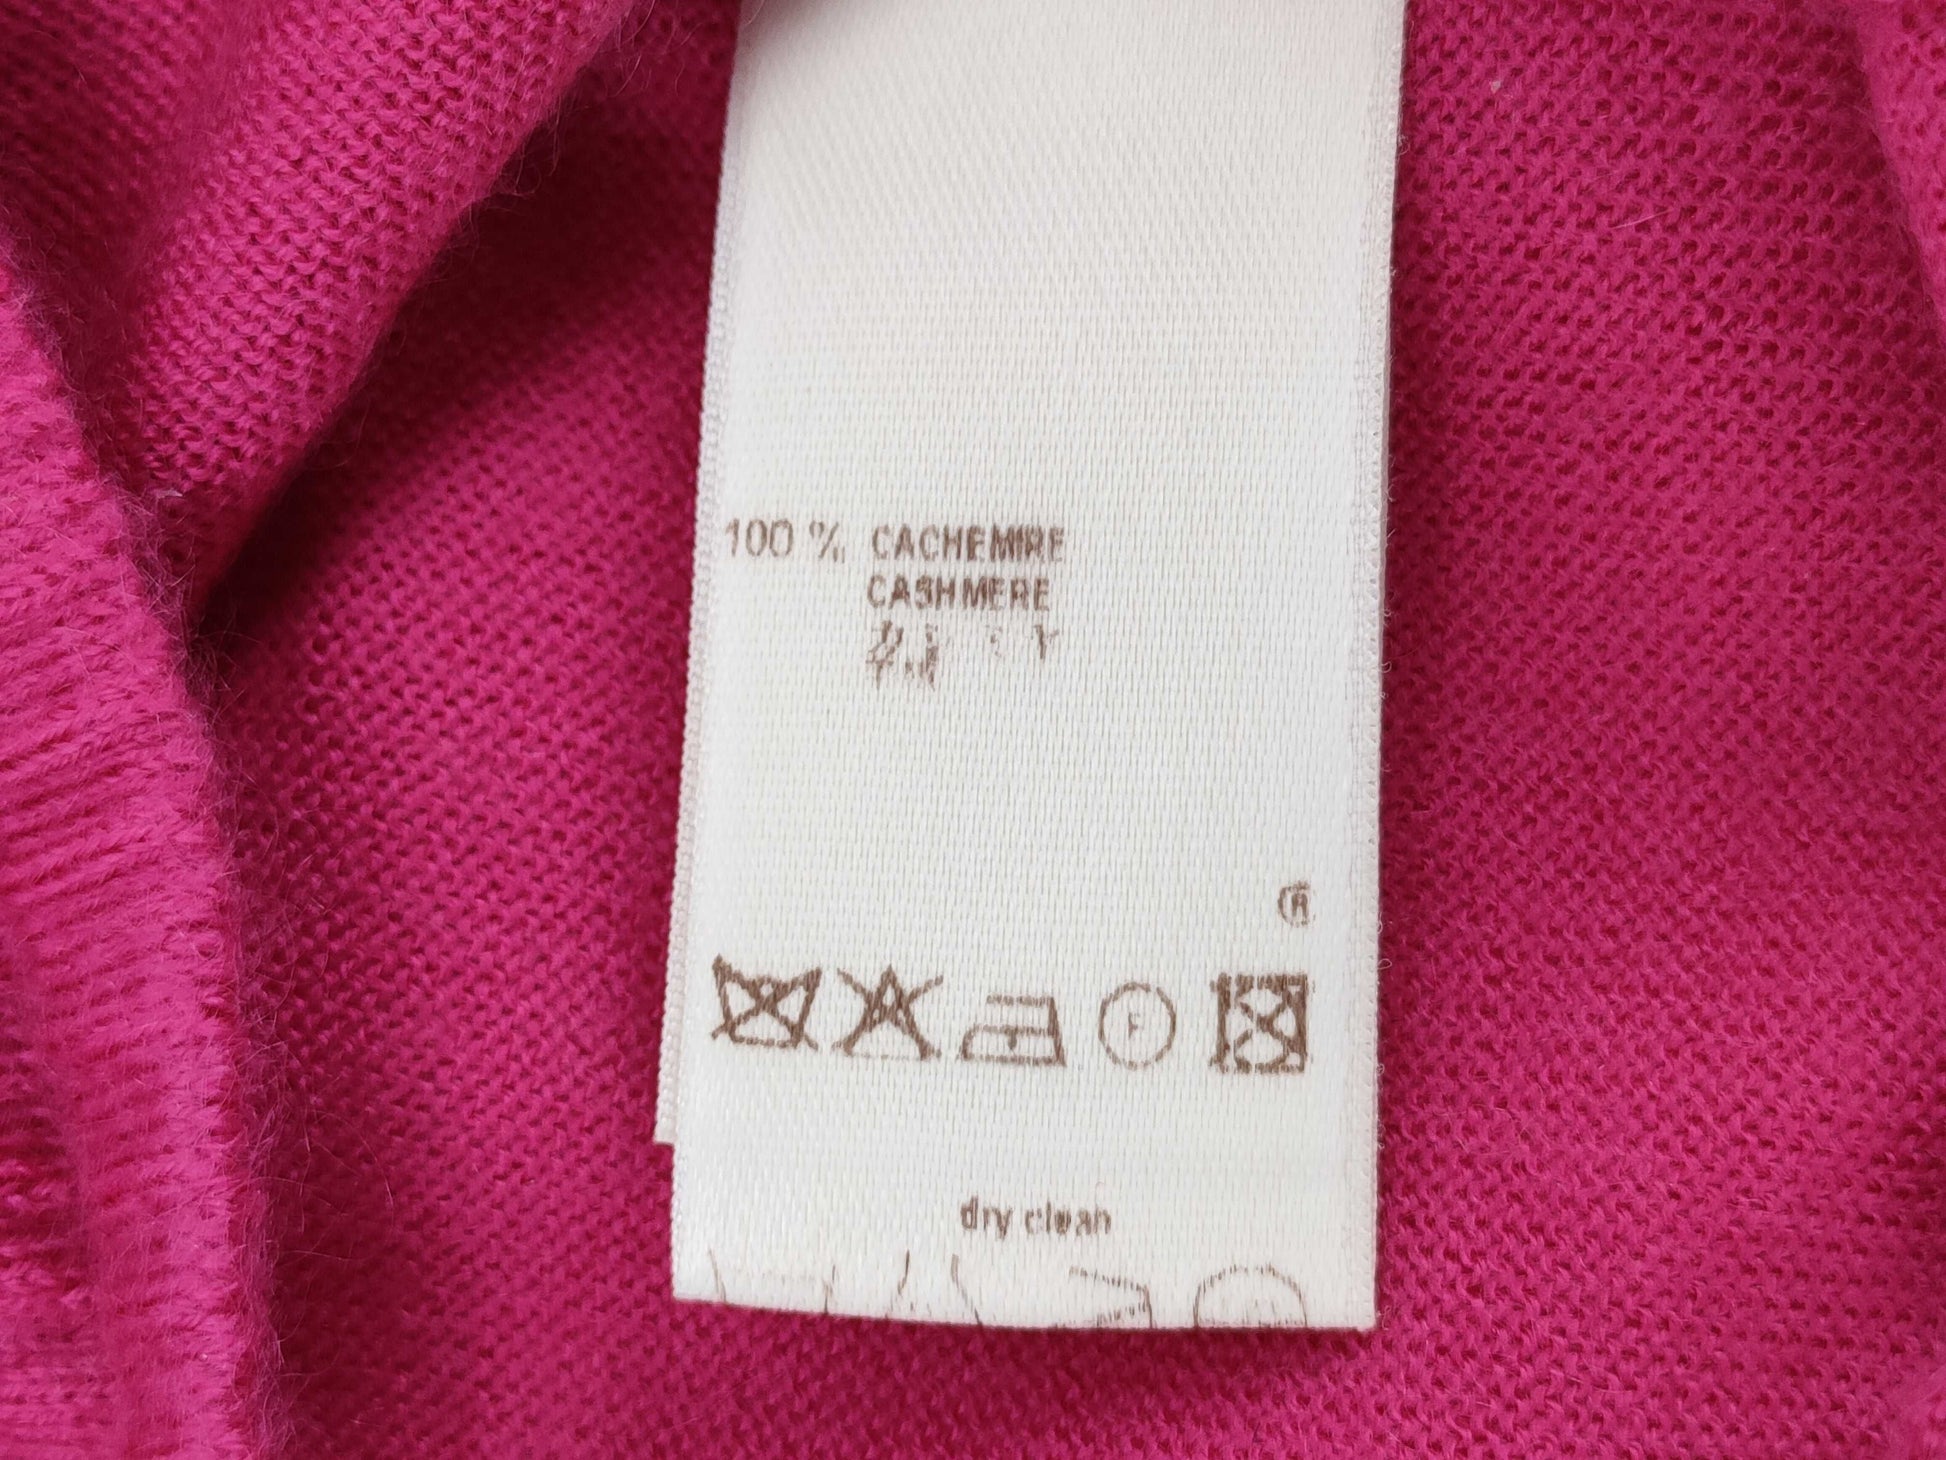 100 % CACHEMIRE
CASHMERE
®
F
dry clean